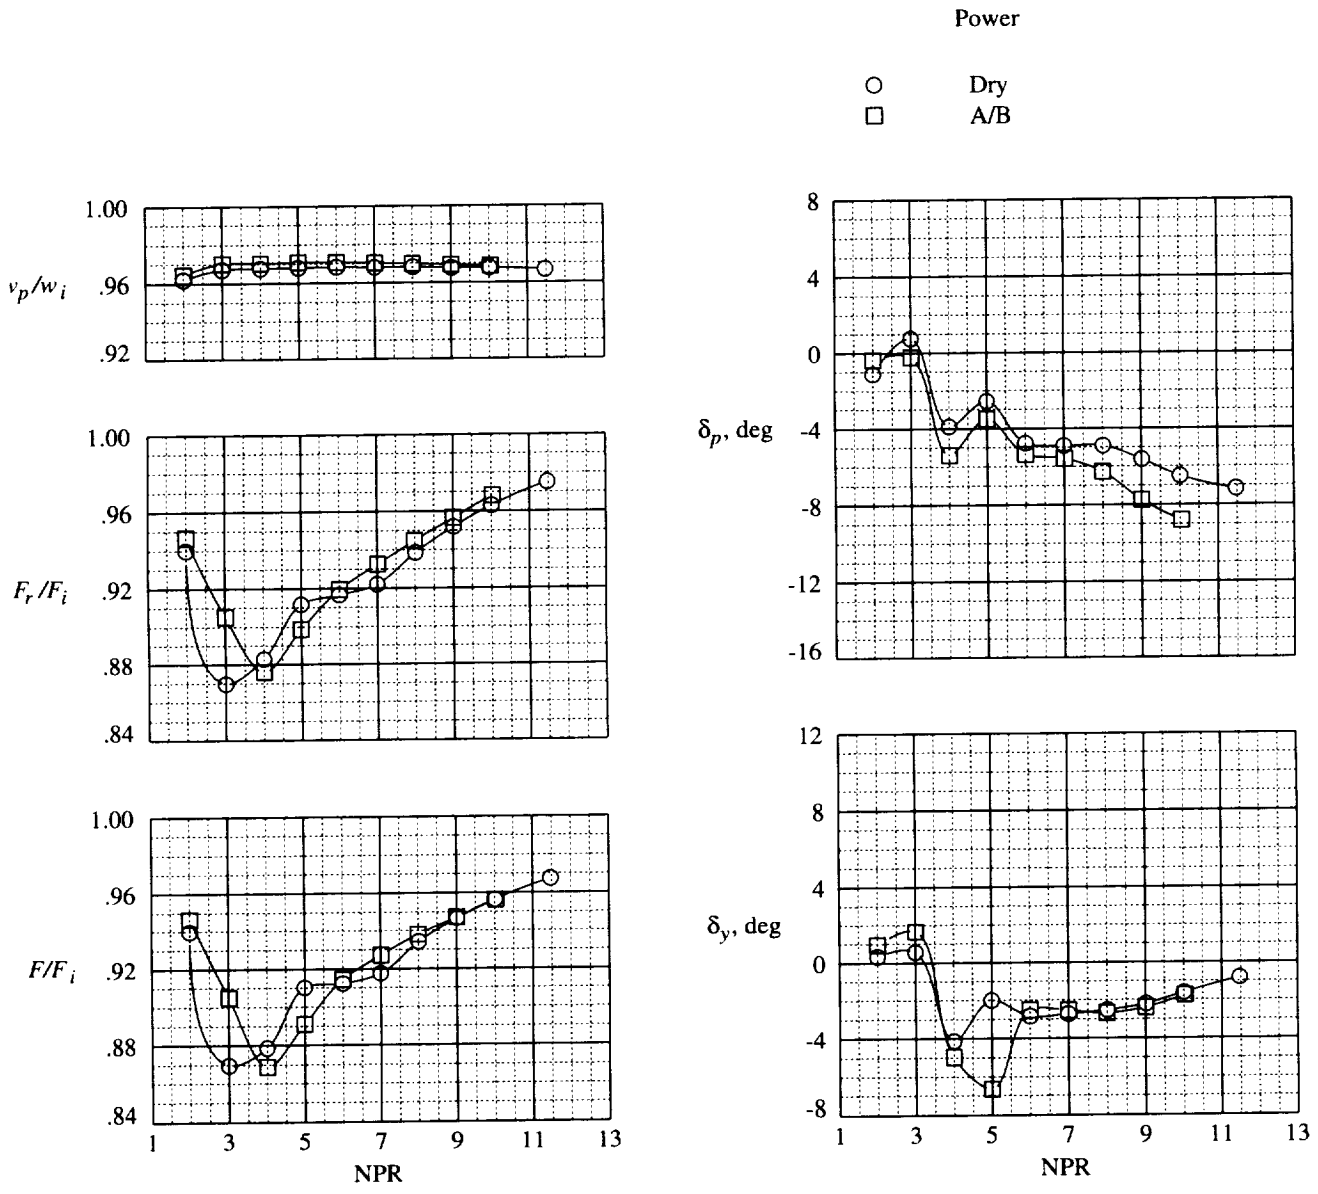 Power
Dry
A/B
1.00
.96
.92
v_p/w_i
1.00
.96
.92
.88
.84
F_r/F_i
1.00
.96
.92
.88
.84
F/F_i
1 3 5 7 9 11 13
NPR
8
4
0
-4
-8
-12
-16
δ_p, deg
12
8
4
0
-4
-8
δ_y, deg
1 3 5 7 9 11 13
NPR